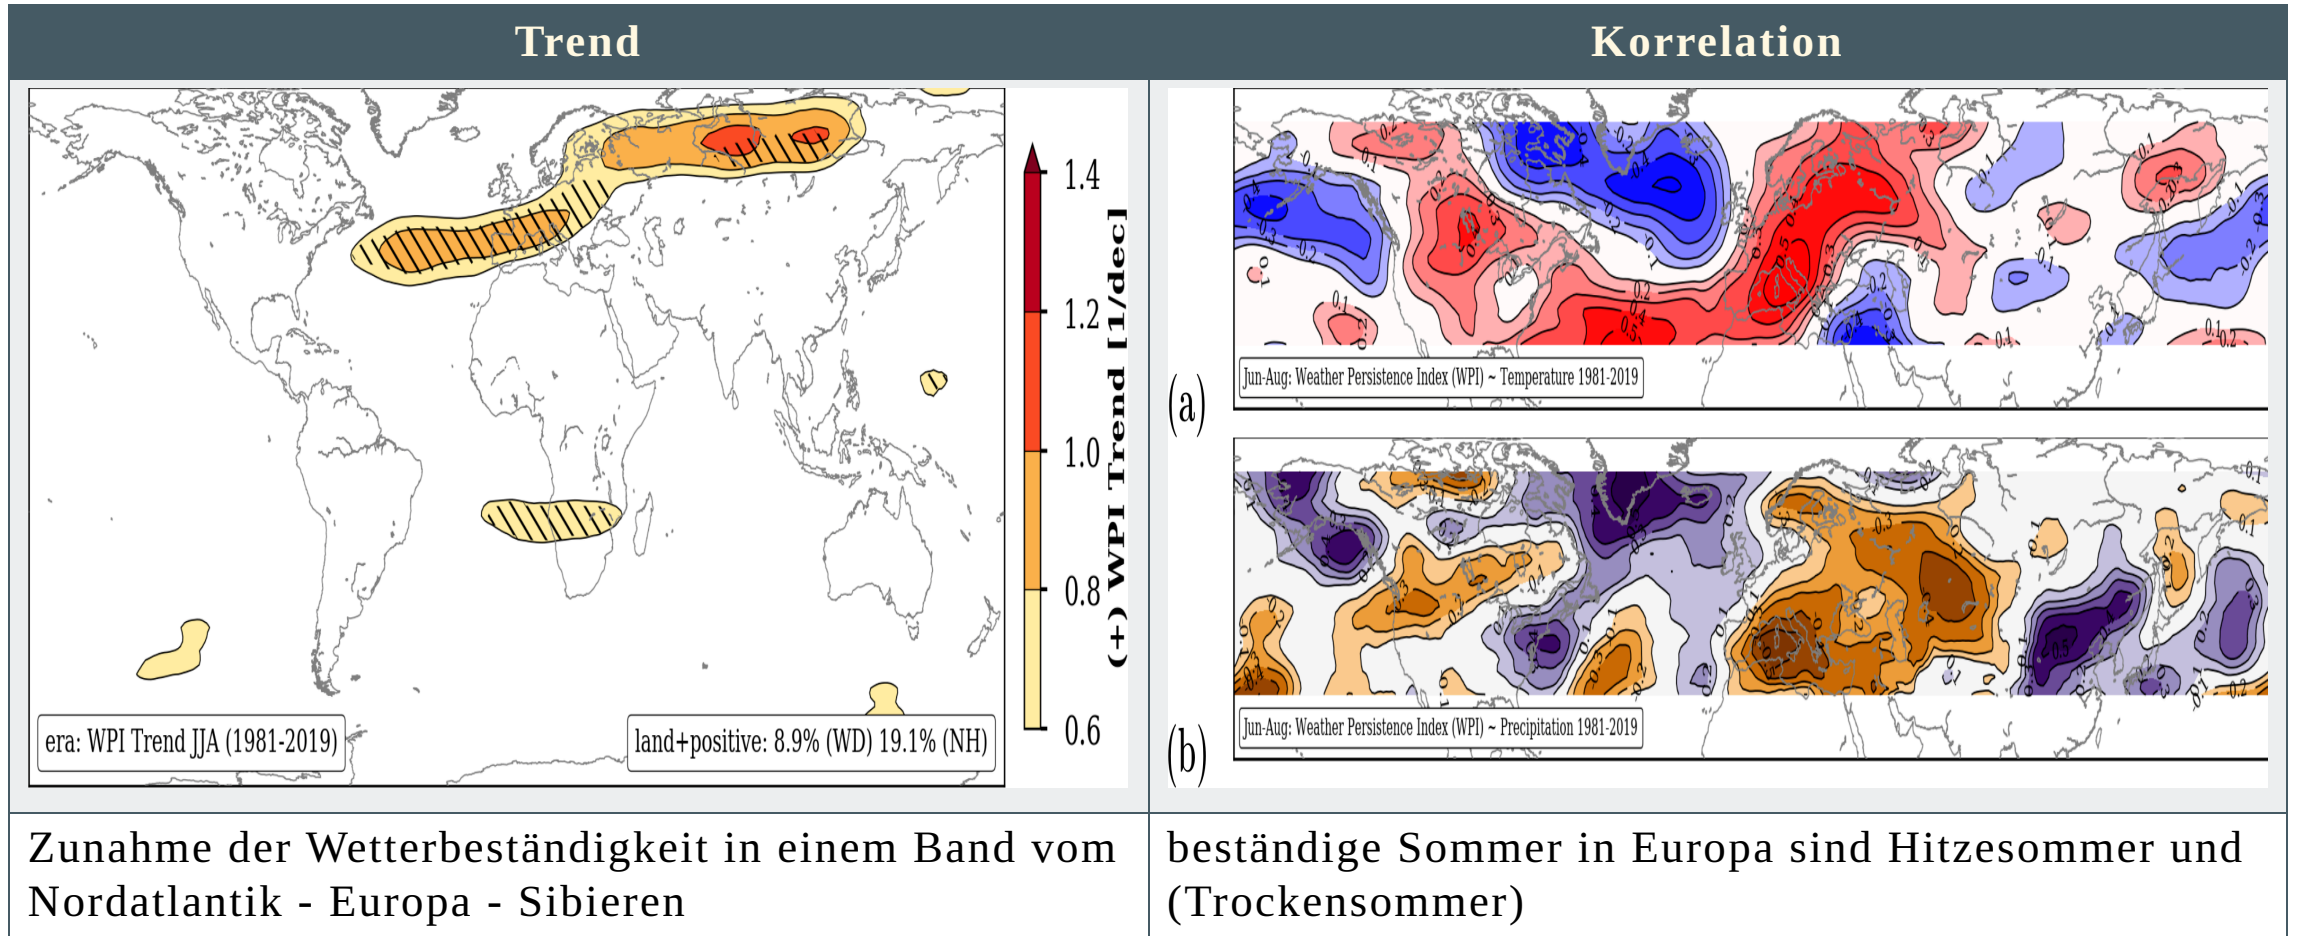 Trend
Korrelation
1.4
1.2
1.0
0.8
0.6
(+) WPI Trend [1/dec]
era: WPI Trend JJA (1981-2019)
land+positive: 8.9% (WD) 19.1% (NH)
(a)
Jun-Aug: Weather Persistence Index (WPI) ~ Temperature 1981-2019
(b)
Jun-Aug: Weather Persistence Index (WPI) ~ Precipitation 1981-2019
Zunahme der Wetterbeständigkeit in einem Band vom
Nordatlantik - Europa - Sibieren
beständige Sommer in Europa sind Hitzesommer und
(Trockensommer)